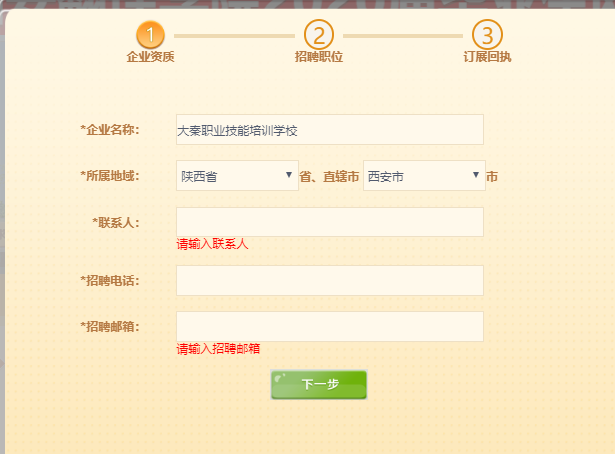 1 2 3
企业资质 招聘职位 订展回执
*企业名称: 大秦职业技能培训学校
*所属地域: 陕西省 省、直辖市 西安市 市
*联系人:
请输入联系人
*招聘电话:
*招聘邮箱:
请输入招聘邮箱
下一步